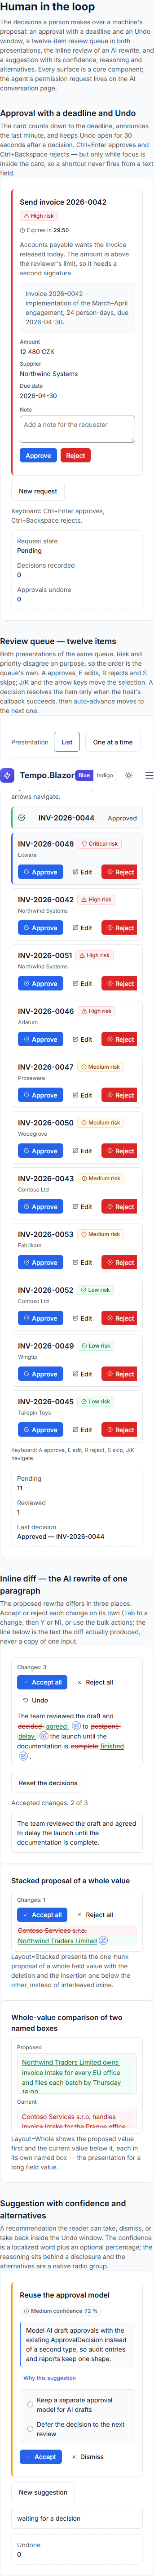 Human in the loop
The decisions a person makes over a machine's
proposal: an approval with a deadline and an Undo
window, a twelve-item review queue in both
presentations, the inline review of an AI rewrite, and
a suggestion with its confidence, reasoning and
alternatives. Every surface is a core component;
the agent's permission request lives on the AI
conversation page.
Approval with a deadline and Undo
The card counts down to the deadline, announces
the last minute, and keeps Undo open for 30
seconds after a decision. Ctrl+Enter approves and
Ctrl+Backspace rejects — but only while focus is
inside the card, so a shortcut never fires from a text
field.
Send invoice 2026-0042
High risk
Expires in 29:50
Accounts payable wants the invoice
released today. The amount is above
the reviewer's limit, so it needs a
second signature.
Invoice 2026-0042 —
implementation of the March–April
engagement, 24 person-days, due
2026-04-30.
Amount
12 480 CZK
Supplier
Northwind Systems
Due date
2026-04-30
Note
Add a note for the requester
Approve Reject
New request
Keyboard: Ctrl+Enter approves,
Ctrl+Backspace rejects.
Request state
Pending
Decisions recorded
0
Approvals undone
0
Review queue — twelve items
Both presentations of the same queue. Risk and
priority disagree on purpose, so the order is the
queue's own. A approves, E edits, R rejects and S
skips; J/K and the arrows move the selection. A
decision resolves the item only when the host's
callback succeeds, then auto-advance moves to
the next one.
Presentation List One at a time
Tempo.Blazor Blue Indigo
arrows navigate.
INV-2026-0044 Approved
INV-2026-0048 Critical risk
Litware
Approve Edit Reject
INV-2026-0042 High risk
Northwind Systems
Approve Edit Reject
INV-2026-0051 High risk
Northwind Systems
Approve Edit Reject
INV-2026-0046 High risk
Adatum
Approve Edit Reject
INV-2026-0047 Medium risk
Proseware
Approve Edit Reject
INV-2026-0050 Medium risk
Woodgrove
Approve Edit Reject
INV-2026-0043 Medium risk
Contoso Ltd
Approve Edit Reject
INV-2026-0053 Medium risk
Fabrikam
Approve Edit Reject
INV-2026-0052 Low risk
Contoso Ltd
Approve Edit Reject
INV-2026-0049 Low risk
Wingtip
Approve Edit Reject
INV-2026-0045 Low risk
Tailspin Toys
Approve Edit Reject
Keyboard: A approve, E edit, R reject, S skip, J/K
navigate.
Pending
11
Reviewed
1
Last decision
Approved — INV-2026-0044
Inline diff — the AI rewrite of one
paragraph
The proposed rewrite differs in three places.
Accept or reject each change on its own (Tab to a
change, then Y or N), or use the bulk actions; the
line below is the text the diff actually produced,
never a copy of one input.
Changes: 3
Accept all Reject all
Undo
The team reviewed the draft and
decided agreed to postpone
delay the launch until the
documentation is complete finished
.
Reset the decisions
Accepted changes: 2 of 3
The team reviewed the draft and agreed
to delay the launch until the
documentation is complete.
Stacked proposal of a whole value
Changes: 1
Accept all Reject all
Contoso Services s.r.o.
Northwind Traders Limited
Layout=Stacked presents the one-hunk
proposal of a whole field value with the
deletion and the insertion one below the
other, instead of interleaved inline.
Whole-value comparison of two
named boxes
Proposed
Northwind Traders Limited owns
invoice intake for every EU office
and files each batch by Thursday
16:00
Current
Contoso Services s.r.o. handles
invoice intake for the Prague office
Layout=Whole shows the proposed value
first and the current value below it, each in
its own named box — the presentation for a
long field value.
Suggestion with confidence and
alternatives
A recommendation the reader can take, dismiss, or
take back inside the Undo window. The confidence
is a localized word plus an optional percentage; the
reasoning sits behind a disclosure and the
alternatives are a native radio group.
Reuse the approval model
Medium confidence 72 %
Model AI draft approvals with the
existing ApprovalDecision instead
of a second type, so audit entries
and reports keep one shape.
Why this suggestion
Keep a separate approval
model for AI drafts
Defer the decision to the next
review
Accept Dismiss
New suggestion
waiting for a decision
Undone
0